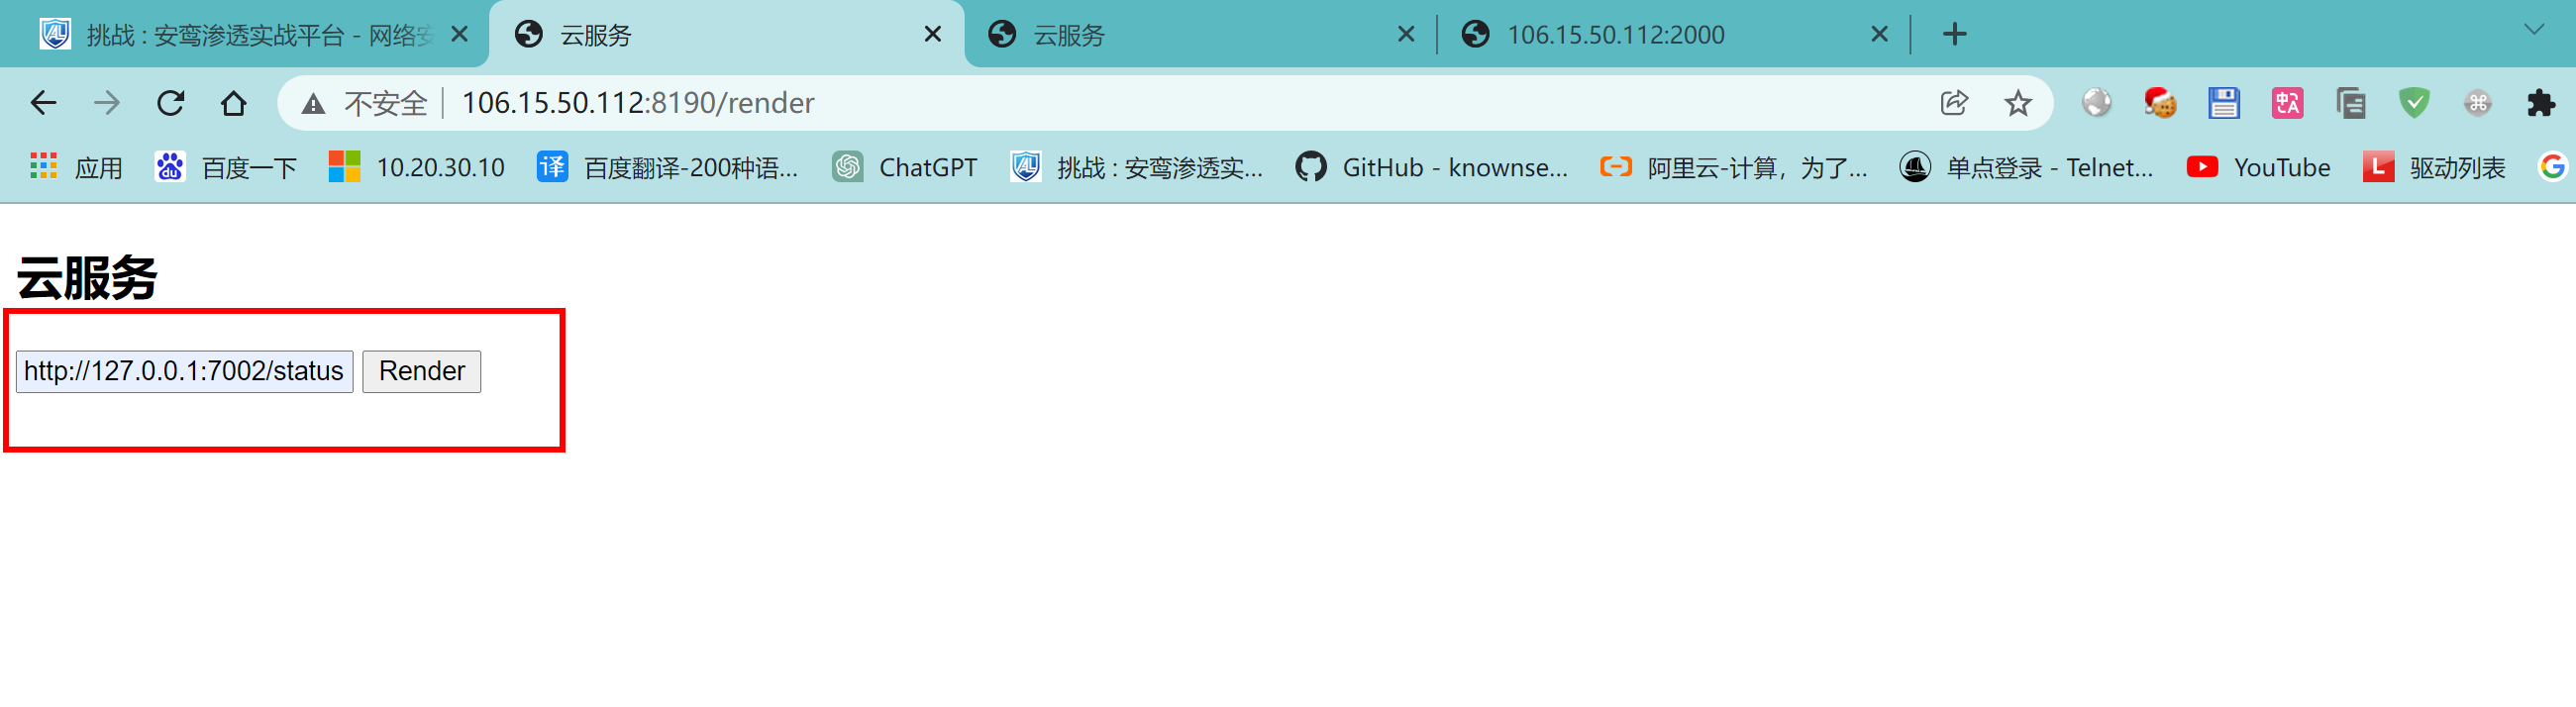 挑战 : 安鸾渗透实战平台 - 网络安
云服务
云服务
106.15.50.112:2000
不安全
106.15.50.112:8190/render
应用
百度一下
10.20.30.10
译
百度翻译-200种语...
ChatGPT
挑战 : 安鸾渗透实...
GitHub - knownse...
阿里云-计算，为了...
单点登录 - Telnet...
YouTube
L
驱动列表
云服务
http://127.0.0.1:7002/status
Render